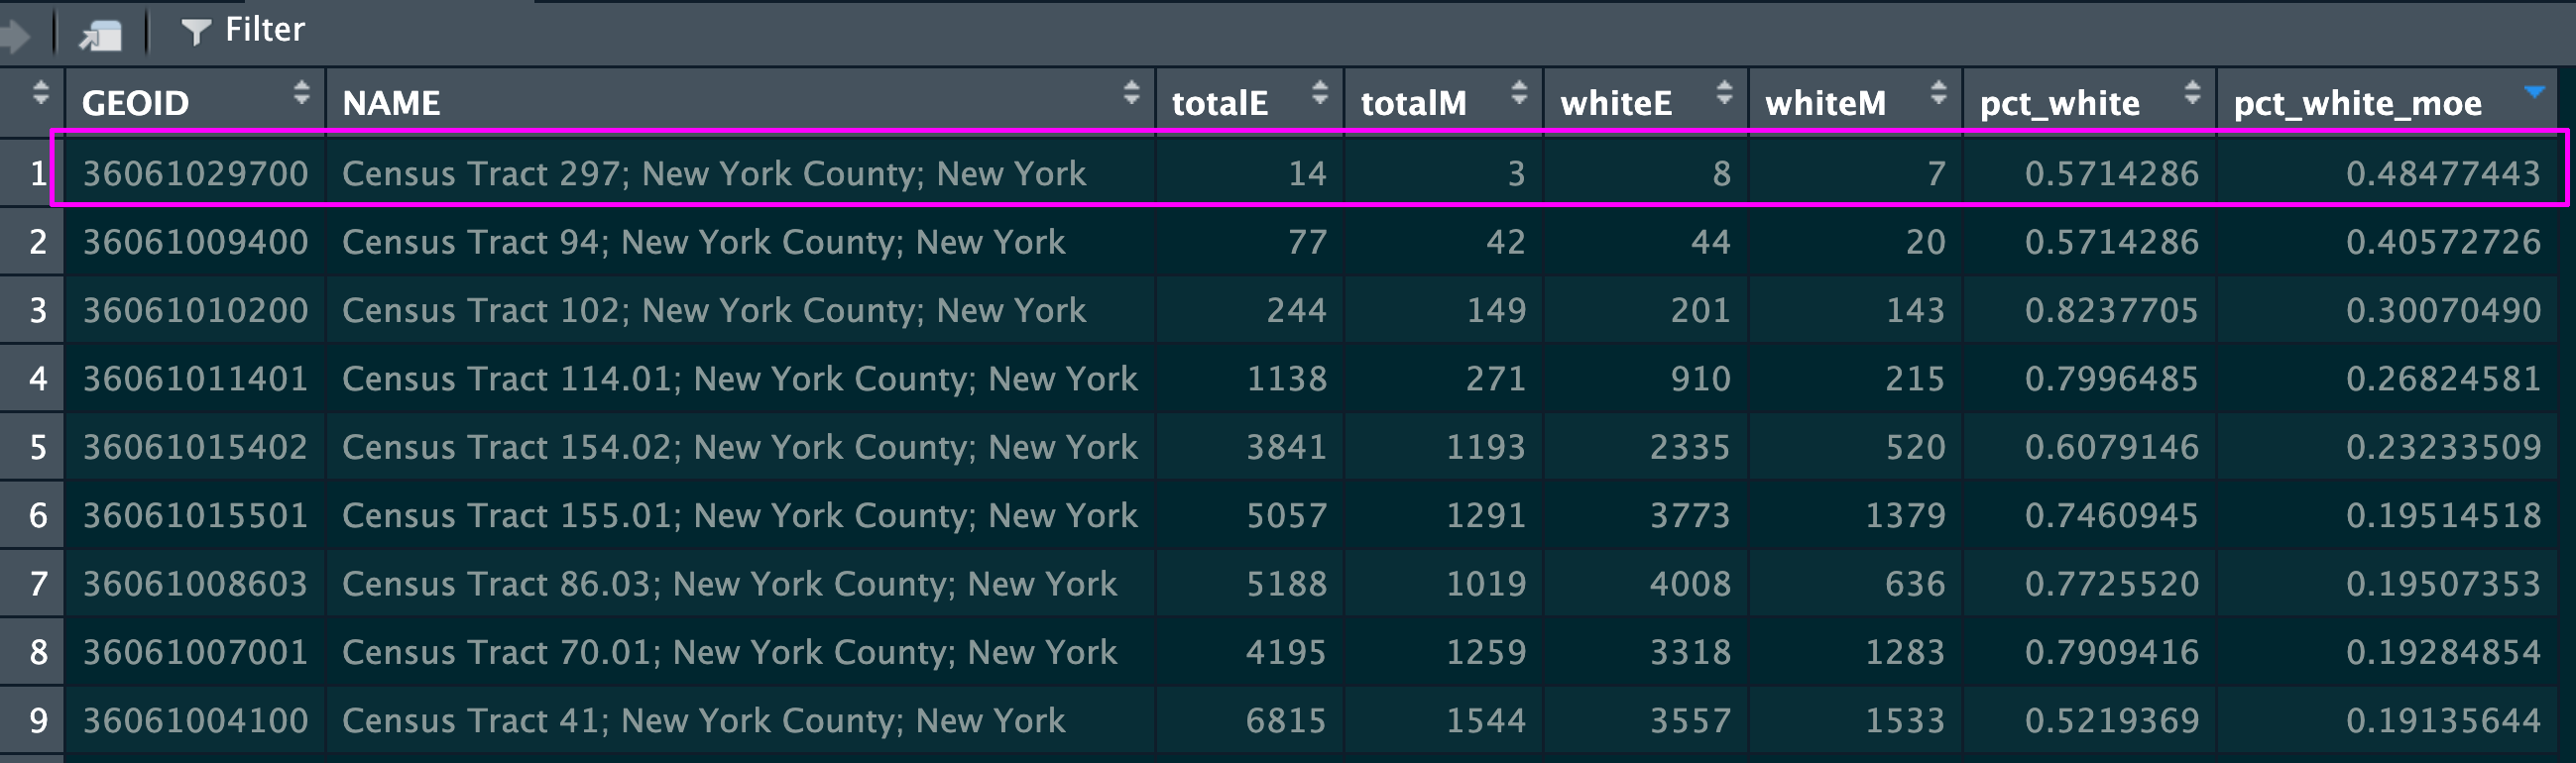 Filter
GEOID NAME totalE totalM whiteE whiteM pct_white pct_white_moe
1 36061029700 Census Tract 297; New York County; New York 14 3 8 7 0.5714286 0.48477443
2 36061009400 Census Tract 94; New York County; New York 77 42 44 20 0.5714286 0.40572726
3 36061010200 Census Tract 102; New York County; New York 244 149 201 143 0.8237705 0.30070490
4 36061011401 Census Tract 114.01; New York County; New York 1138 271 910 215 0.7996485 0.26824581
5 36061015402 Census Tract 154.02; New York County; New York 3841 1193 2335 520 0.6079146 0.23233509
6 36061015501 Census Tract 155.01; New York County; New York 5057 1291 3773 1379 0.7460945 0.19514518
7 36061008603 Census Tract 86.03; New York County; New York 5188 1019 4008 636 0.7725520 0.19507353
8 36061007001 Census Tract 70.01; New York County; New York 4195 1259 3318 1283 0.7909416 0.19284854
9 36061004100 Census Tract 41; New York County; New York 6815 1544 3557 1533 0.5219369 0.19135644